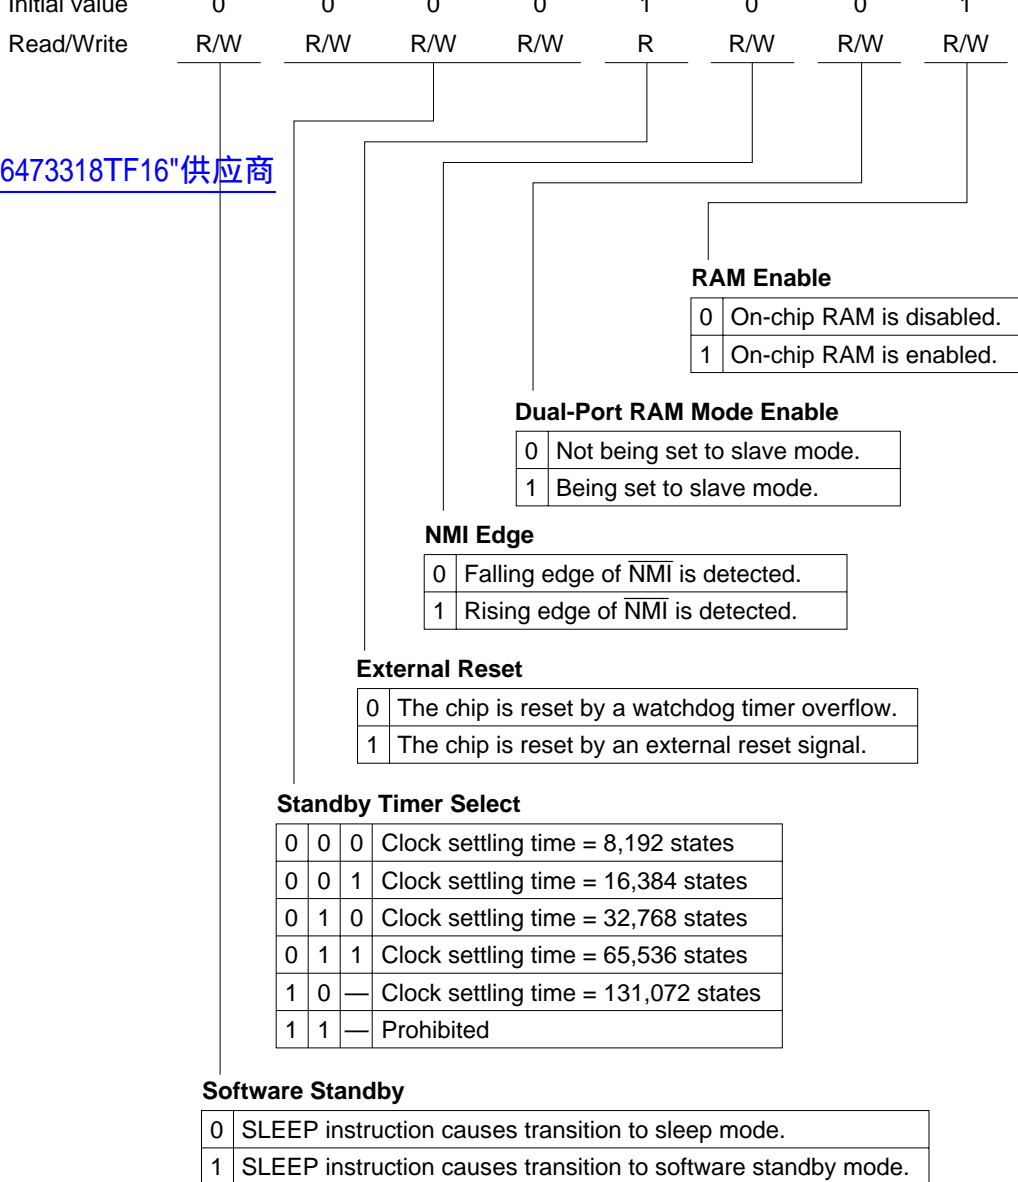 Initial value 0 0 0 0 1 0 0 1
Read/Write R/W R/W R/W R/W R R/W R/W R/W
6473318TF16"供应商
RAM Enable
0 On-chip RAM is disabled.
1 On-chip RAM is enabled.
Dual-Port RAM Mode Enable
0 Not being set to slave mode.
1 Being set to slave mode.
NMI Edge
0 Falling edge of NMI is detected.
1 Rising edge of NMI is detected.
External Reset
0 The chip is reset by a watchdog timer overflow.
1 The chip is reset by an external reset signal.
Standby Timer Select
0 0 0 Clock settling time = 8,192 states
0 0 1 Clock settling time = 16,384 states
0 1 0 Clock settling time = 32,768 states
0 1 1 Clock settling time = 65,536 states
1 0 — Clock settling time = 131,072 states
1 1 — Prohibited
Software Standby
0 SLEEP instruction causes transition to sleep mode.
1 SLEEP instruction causes transition to software standby mode.